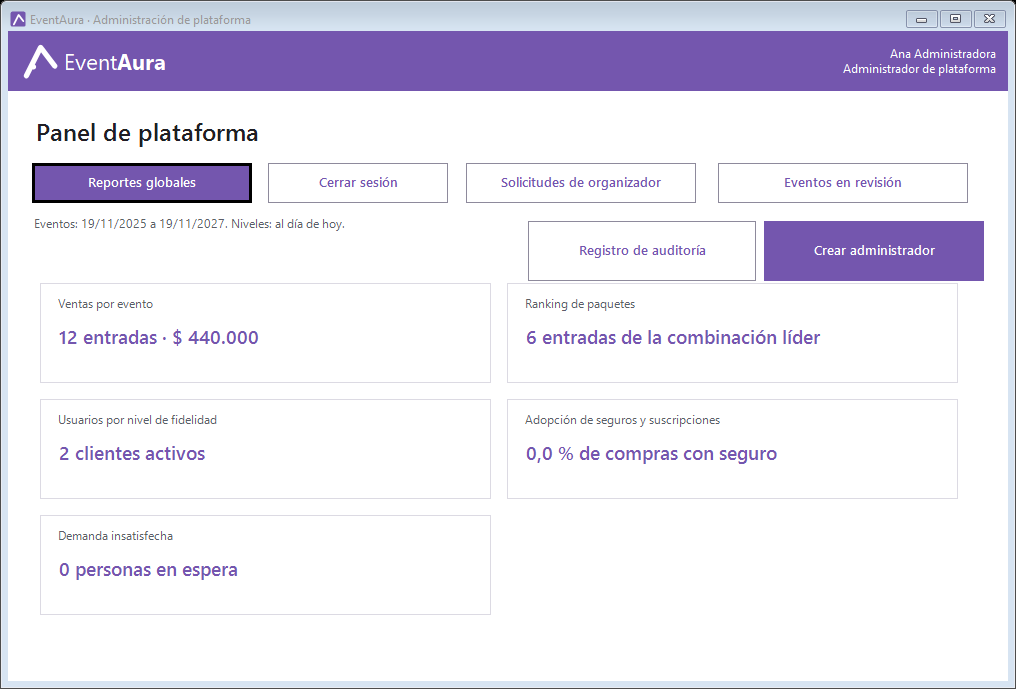 EventAura · Administración de plataforma
EventAura
Ana Administradora
Administrador de plataforma
Panel de plataforma
Reportes globales
Cerrar sesión
Solicitudes de organizador
Eventos en revisión
Eventos: 19/11/2025 a 19/11/2027. Niveles: al día de hoy.
Registro de auditoría
Crear administrador
Ventas por evento
12 entradas · $ 440.000
Ranking de paquetes
6 entradas de la combinación líder
Usuarios por nivel de fidelidad
2 clientes activos
Adopción de seguros y suscripciones
0,0 % de compras con seguro
Demanda insatisfecha
0 personas en espera